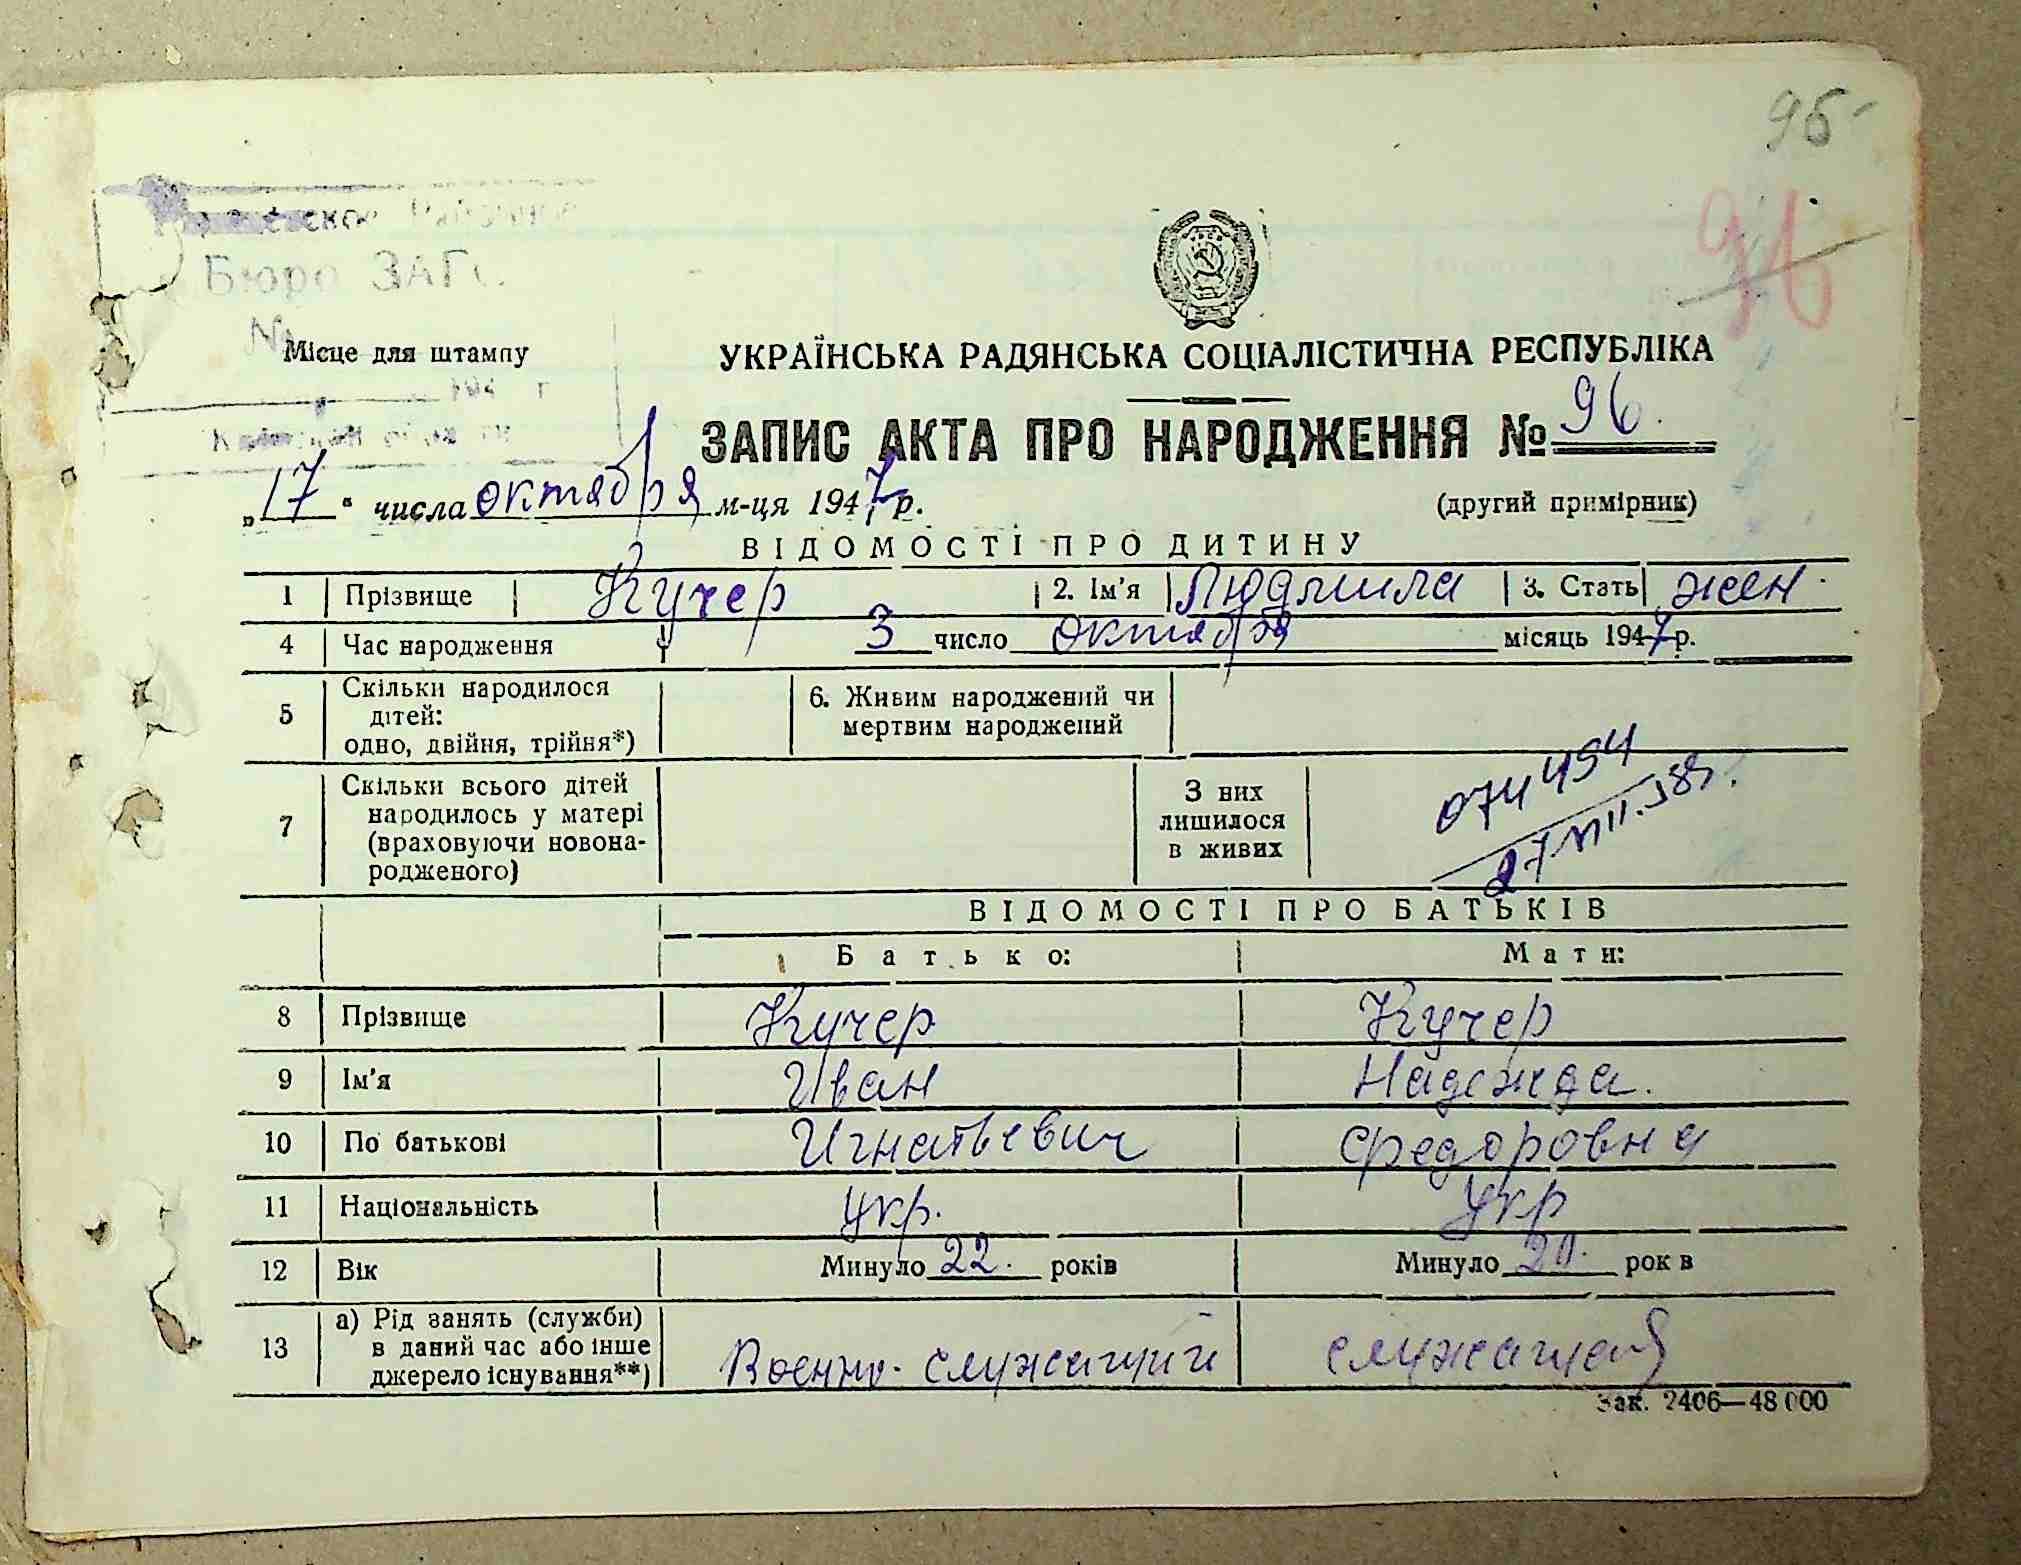 95
96
Бюро ЗАГС
Місце для штампу
194 г
УКРАЇНСЬКА РАДЯНСЬКА СОЦІАЛІСТИЧНА РЕСПУБЛІКА
ЗАПИС АКТА ПРО НАРОДЖЕННЯ № 96.
„17“ числа октября м-ця 1947 р.
(другий примірник)
ВІДОМОСТІ ПРО ДИТИНУ
1 Прізвище Кучер 2. Ім'я Людмила 3. Стать жен.
4 Час народження 3 число октября місяць 1947 р.
5 Скільки народилося дітей: одно, двійня, трійня*) 6. Живим народжений чи мертвим народжений
7 Скільки всього дітей народилось у матері (враховуючи новонародженого) З них лишилося в живих
074454
ВІДОМОСТІ ПРО БАТЬКІВ
Батько: Мати:
8 Прізвище Кучер Кучер
9 Ім'я Иван Надежда.
10 По батькові Игнатьевич Федоровна
11 Національність укр. укр
12 Вік Минуло 22. років Минуло 20. рок в
13 а) Рід занять (служби) в даний час або інше джерело існування**) Военно-служащий служащая
Зак. 2406—48 000